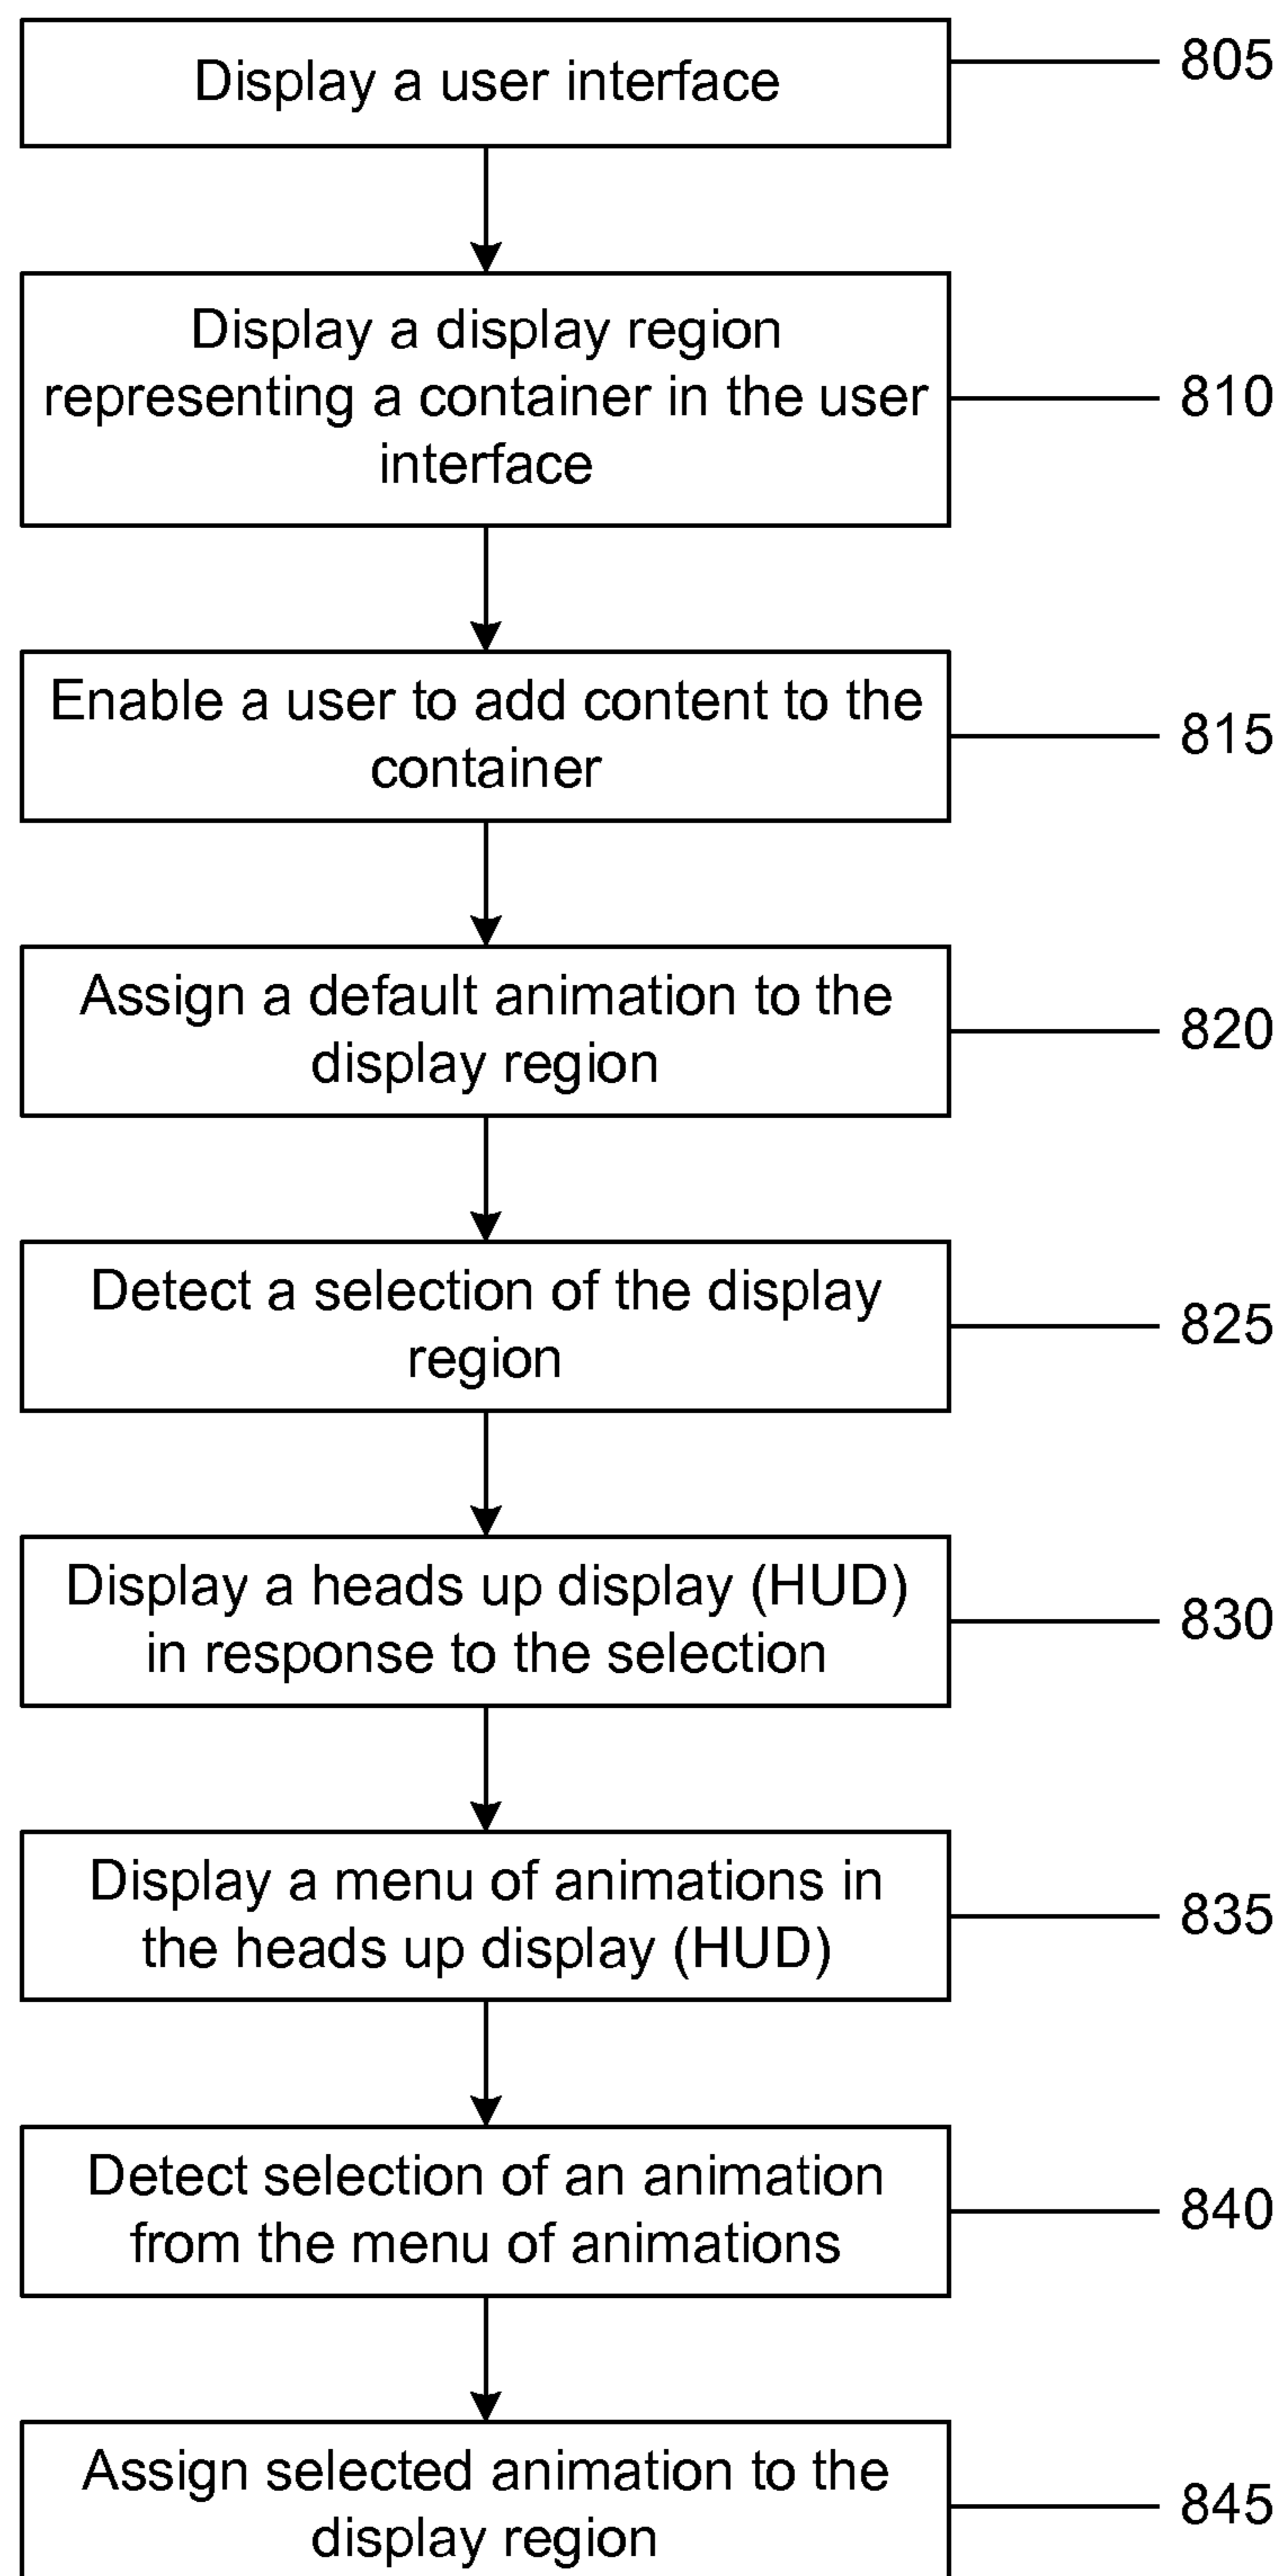 Display a user interface
805
Display a display region
representing a container in the user
interface
810
Enable a user to add content to the
container
815
Assign a default animation to the
display region
820
Detect a selection of the display
region
825
Display a heads up display (HUD)
in response to the selection
830
Display a menu of animations in
the heads up display (HUD)
835
Detect selection of an animation
from the menu of animations
840
Assign selected animation to the
display region
845